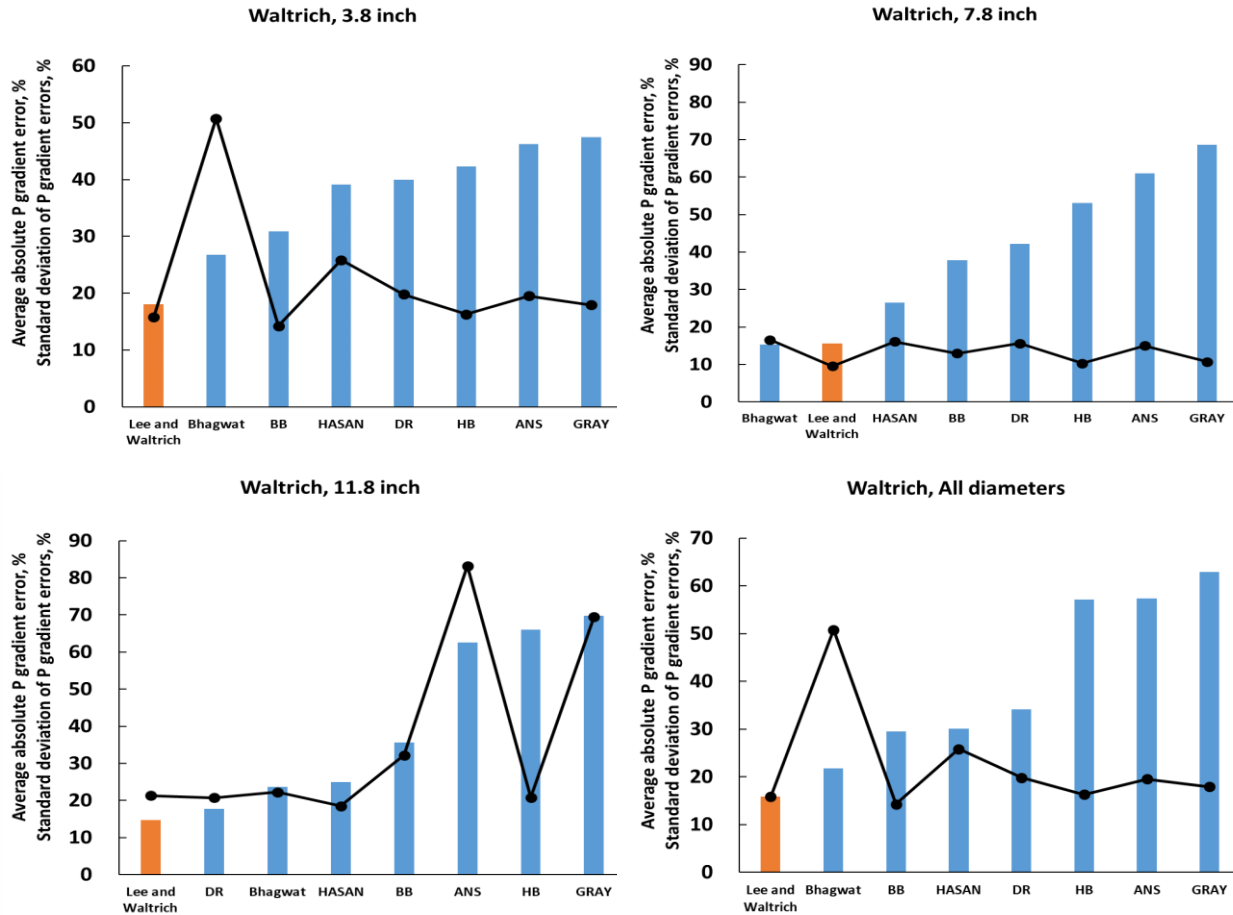 Waltrich, 3.8 inch
Average absolute P gradient error, %
Standard deviation of P gradient errors, %
60
50
40
30
20
10
0
Lee and Waltrich
Bhagwat
BB
HASAN
DR
HB
ANS
GRAY
Waltrich, 7.8 inch
Average absolute P gradient error, %
Standard deviation of P gradient errors, %
90
80
70
60
50
40
30
20
10
0
Bhagwat
Lee and Waltrich
HASAN
BB
DR
HB
ANS
GRAY
Waltrich, 11.8 inch
Average absolute P gradient error, %
Standard deviation of P gradient errors, %
90
80
70
60
50
40
30
20
10
0
Lee and Waltrich
DR
Bhagwat
HASAN
BB
ANS
HB
GRAY
Waltrich, All diameters
Average absolute P gradient error, %
Standard deviation of P gradient errors, %
70
60
50
40
30
20
10
0
Lee and Waltrich
Bhagwat
BB
HASAN
DR
HB
ANS
GRAY